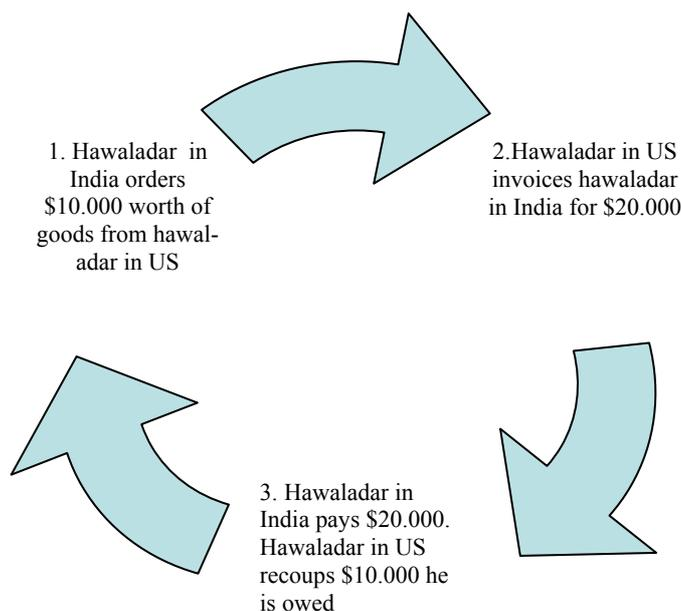 1. Hawaladar in
India orders
$10.000 worth of
goods from hawal-
adar in US
2.Hawaladar in US
invoices hawaladar
in India for $20.000
3. Hawaladar in
India pays $20.000.
Hawaladar in US
recoups $10.000 he
is owed